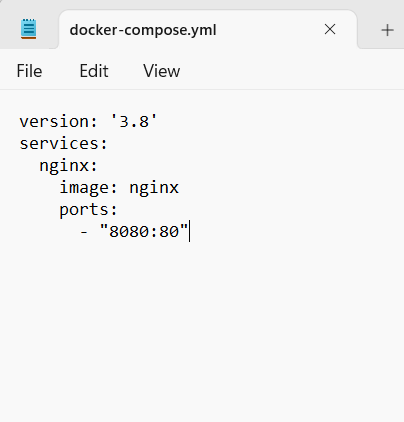 docker-compose.yml
File Edit View
version: '3.8'
services:
  nginx:
    image: nginx
    ports:
      - "8080:80"